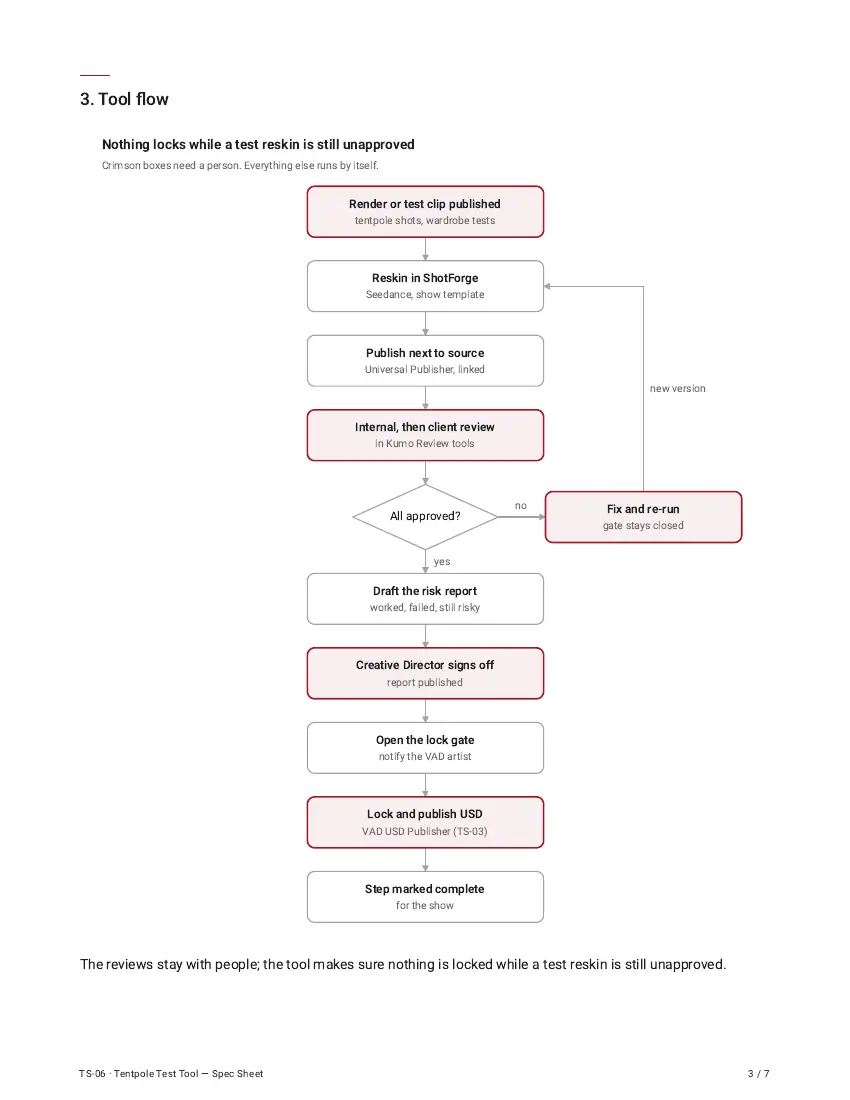 3. Tool flow
Nothing locks while a test reskin is still unapproved
Crimson boxes need a person. Everything else runs by itself.
Render or test clip published
tentpole shots, wardrobe tests
Reskin in ShotForge
Seedance, show template
Publish next to source
Universal Publisher, linked
new version
Internal, then client review
in Kumo Review tools
All approved?
no
Fix and re-run
gate stays closed
yes
Draft the risk report
worked, failed, still risky
Creative Director signs off
report published
Open the lock gate
notify the VAD artist
Lock and publish USD
VAD USD Publisher (TS-03)
Step marked complete
for the show
The reviews stay with people; the tool makes sure nothing is locked while a test reskin is still unapproved.
TS-06 · Tentpole Test Tool — Spec Sheet
3 / 7